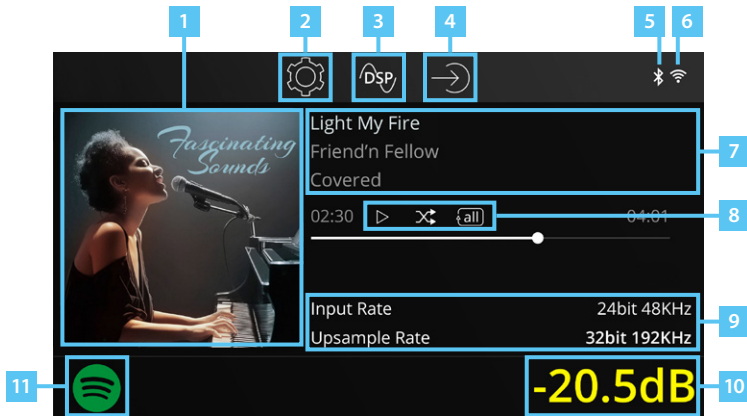 1 2 3 4 5 6
DSP
Fascinating
Sounds
Light My Fire
Friend'n Fellow
Covered
7
02:30 all 04:01
8
Input Rate 24bit 48KHz
Upsample Rate 32bit 192KHz
9
11
-20.5dB
10